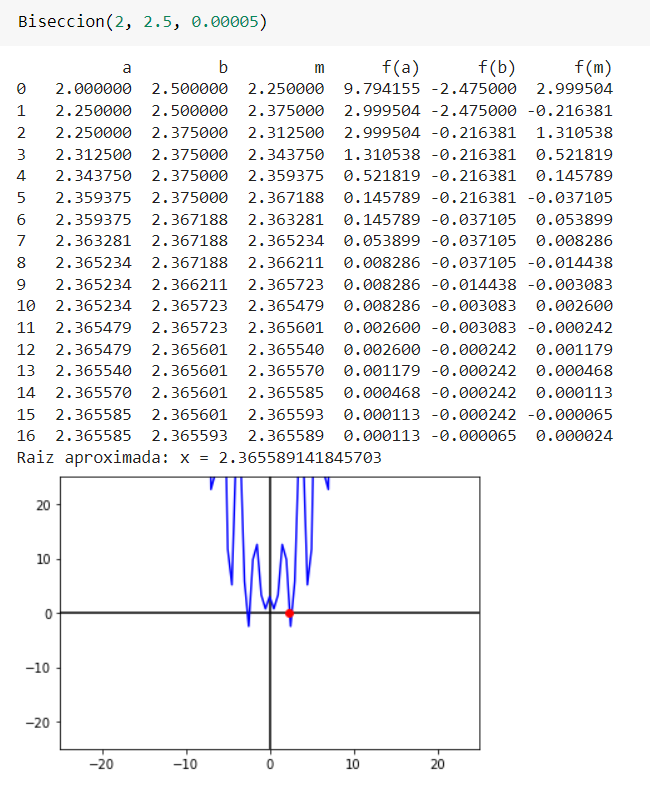 Biseccion(2, 2.5, 0.00005)
a b m f(a) f(b) f(m)
0 2.000000 2.500000 2.250000 9.794155 -2.475000 2.999504
1 2.250000 2.500000 2.375000 2.999504 -2.475000 -0.216381
2 2.250000 2.375000 2.312500 2.999504 -0.216381 1.310538
3 2.312500 2.375000 2.343750 1.310538 -0.216381 0.521819
4 2.343750 2.375000 2.359375 0.521819 -0.216381 0.145789
5 2.359375 2.375000 2.367188 0.145789 -0.216381 -0.037105
6 2.359375 2.367188 2.363281 0.145789 -0.037105 0.053899
7 2.363281 2.367188 2.365234 0.053899 -0.037105 0.008286
8 2.365234 2.367188 2.366211 0.008286 -0.037105 -0.014438
9 2.365234 2.366211 2.365723 0.008286 -0.014438 -0.003083
10 2.365234 2.365723 2.365479 0.008286 -0.003083 0.002600
11 2.365479 2.365723 2.365601 0.002600 -0.003083 -0.000242
12 2.365479 2.365601 2.365540 0.002600 -0.000242 0.001179
13 2.365540 2.365601 2.365570 0.001179 -0.000242 0.000468
14 2.365570 2.365601 2.365585 0.000468 -0.000242 0.000113
15 2.365585 2.365601 2.365593 0.000113 -0.000242 -0.000065
16 2.365585 2.365593 2.365589 0.000113 -0.000065 0.000024
Raiz aproximada: x = 2.365589141845703
20
10
0
−10
−20
−20 −10 0 10 20